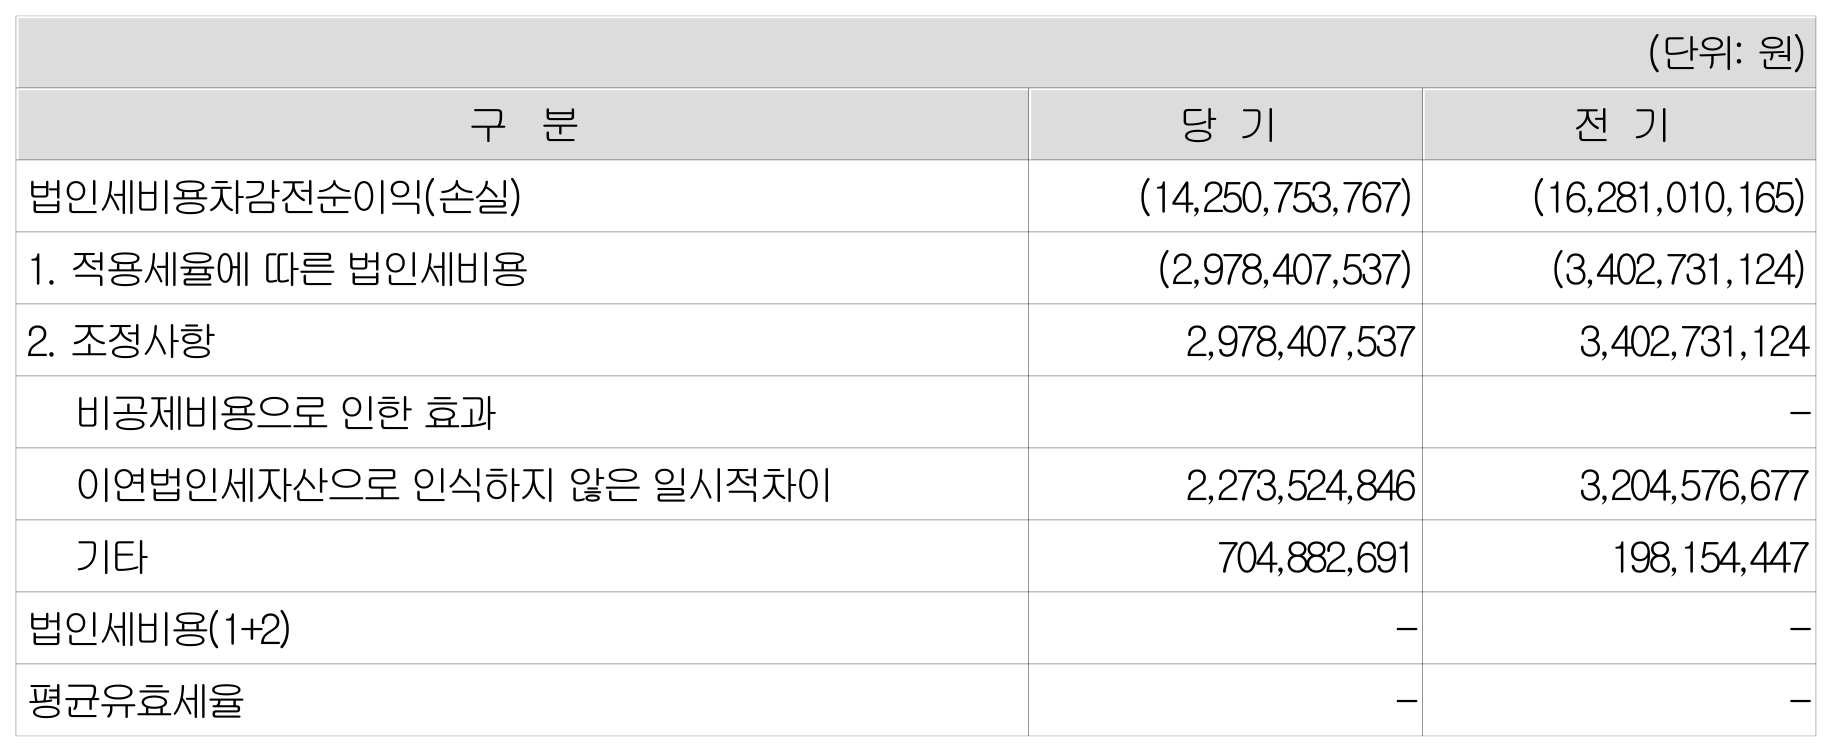 (단위: 원)
구 분 당 기 전 기
법인세비용차감전순이익(손실) (14,250,753,767) (16,281,010,165)
1. 적용세율에 따른 법인세비용 (2,978,407,537) (3,402,731,124)
2. 조정사항 2,978,407,537 3,402,731,124
비공제비용으로 인한 효과 -
이연법인세자산으로 인식하지 않은 일시적차이 2,273,524,846 3,204,576,677
기타 704,882,691 198,154,447
법인세비용(1+2) - -
평균유효세율 - -